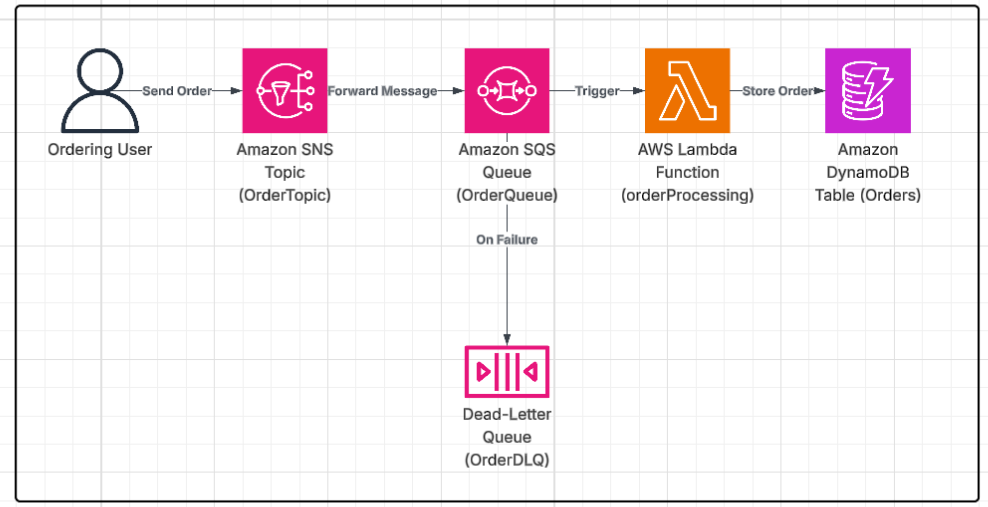 Send Order
Forward Message
Trigger
Store Order
Ordering User
Amazon SNS
Topic
(OrderTopic)
Amazon SQS
Queue
(OrderQueue)
AWS Lambda
Function
(orderProcessing)
Amazon
DynamoDB
Table (Orders)
On Failure
Dead-Letter
Queue
(OrderDLQ)